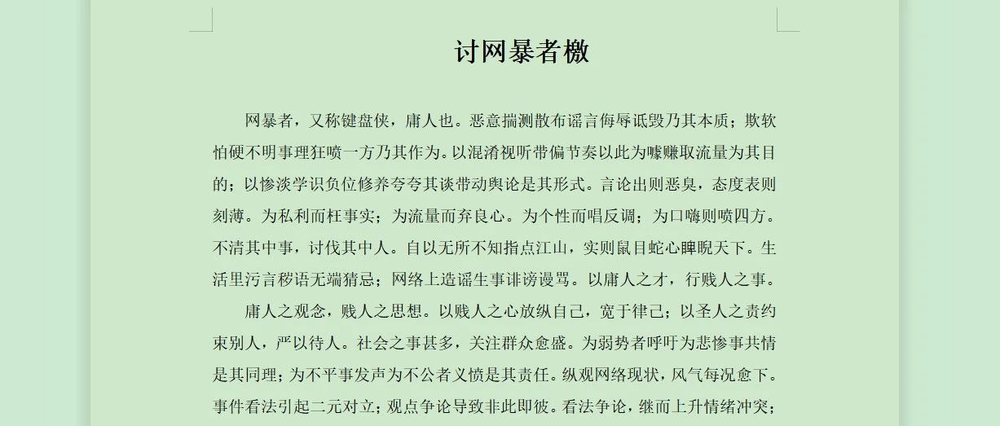 讨网暴者檄
网暴者，又称键盘侠，庸人也。恶意揣测散布谣言侮辱诋毁乃其本质；欺软
怕硬不明事理狂喷一方乃其作为。以混淆视听带偏节奏以此为噱赚取流量为其目
的；以惨淡学识负位修养夸夸其谈带动舆论是其形式。言论出则恶臭，态度表则
刻薄。为私利而枉事实；为流量而弃良心。为个性而唱反调；为口嗨则喷四方。
不清其中事，讨伐其中人。自以无所不知指点江山，实则鼠目蛇心睥睨天下。生
活里污言秽语无端猜忌；网络上造谣生事诽谤谩骂。以庸人之才，行贱人之事。
庸人之观念，贱人之思想。以贱人之心放纵自己，宽于律己；以圣人之责约
束别人，严以待人。社会之事甚多，关注群众愈盛。为弱势者呼吁为悲惨事共情
是其同理；为不平事发声为不公者义愤是其责任。纵观网络现状，风气每况愈下。
事件看法引起二元对立；观点争论导致非此即彼。看法争论，继而上升情绪冲突；